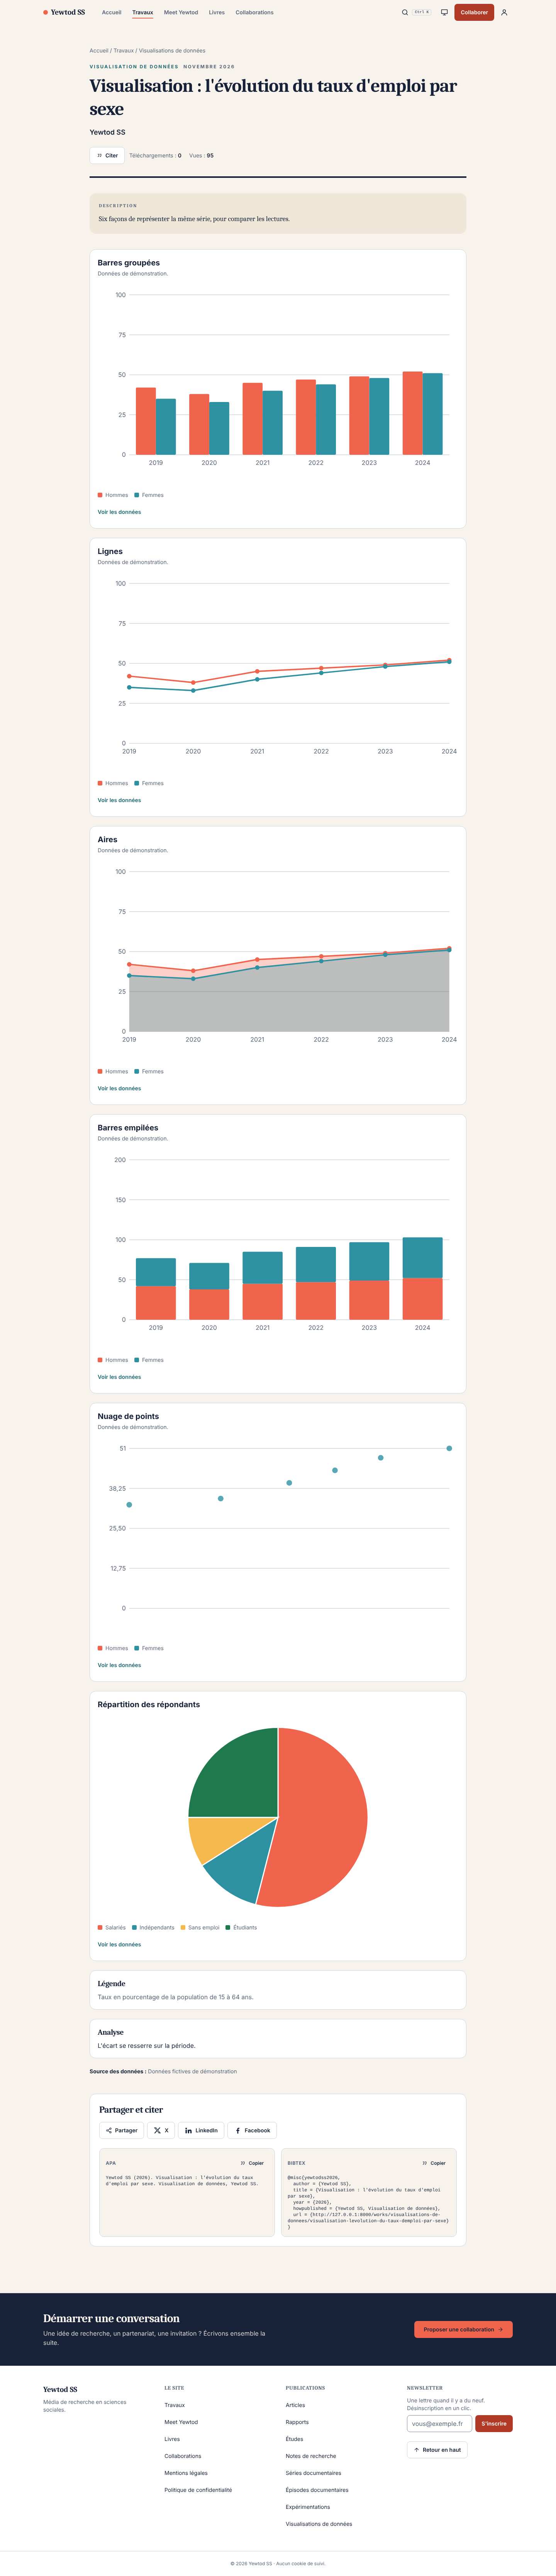 Yewtod SS
Accueil
Travaux
Meet Yewtod
Livres
Collaborations
Ctrl K
Collaborer
Accueil / Travaux / Visualisations de données
VISUALISATION DE DONNÉES NOVEMBRE 2026
Visualisation : l'évolution du taux d'emploi par
sexe
Yewtod SS
Citer
Téléchargements : 0
Vues : 95
DESCRIPTION
Six façons de représenter la même série, pour comparer les lectures.
Barres groupées
Données de démonstration.
100
75
50
25
0
2019 2020 2021 2022 2023 2024
Hommes Femmes
Voir les données
Lignes
Données de démonstration.
100
75
50
25
0
2019 2020 2021 2022 2023 2024
Hommes Femmes
Voir les données
Aires
Données de démonstration.
100
75
50
25
0
2019 2020 2021 2022 2023 2024
Hommes Femmes
Voir les données
Barres empilées
Données de démonstration.
200
150
100
50
0
2019 2020 2021 2022 2023 2024
Hommes Femmes
Voir les données
Nuage de points
Données de démonstration.
51
38,25
25,50
12,75
0
Hommes Femmes
Voir les données
Répartition des répondants
Salariés Indépendants Sans emploi Étudiants
Voir les données
Légende
Taux en pourcentage de la population de 15 à 64 ans.
Analyse
L'écart se resserre sur la période.
Source des données : Données fictives de démonstration
Partager et citer
Partager
X
LinkedIn
Facebook
APA
Copier
Yewtod SS (2026). Visualisation : l'évolution du taux
d'emploi par sexe. Visualisation de données, Yewtod SS.
BIBTEX
Copier
@misc{yewtodss2026,
author = {Yewtod SS},
title = {Visualisation : l'évolution du taux d'emploi
par sexe},
year = {2026},
howpublished = {Yewtod SS, Visualisation de données},
url = {http://127.0.0.1:8000/works/visualisations-de-
donnees/visualisation-levolution-du-taux-demploi-par-sexe}
}
Démarrer une conversation
Une idée de recherche, un partenariat, une invitation ? Écrivons ensemble la
suite.
Proposer une collaboration
Yewtod SS
Média de recherche en sciences
sociales.
LE SITE
Travaux
Meet Yewtod
Livres
Collaborations
Mentions légales
Politique de confidentialité
PUBLICATIONS
Articles
Rapports
Études
Notes de recherche
Séries documentaires
Épisodes documentaires
Expérimentations
Visualisations de données
NEWSLETTER
Une lettre quand il y a du neuf.
Désinscription en un clic.
vous@exemple.fr
S'inscrire
Retour en haut
© 2026 Yewtod SS · Aucun cookie de suivi.